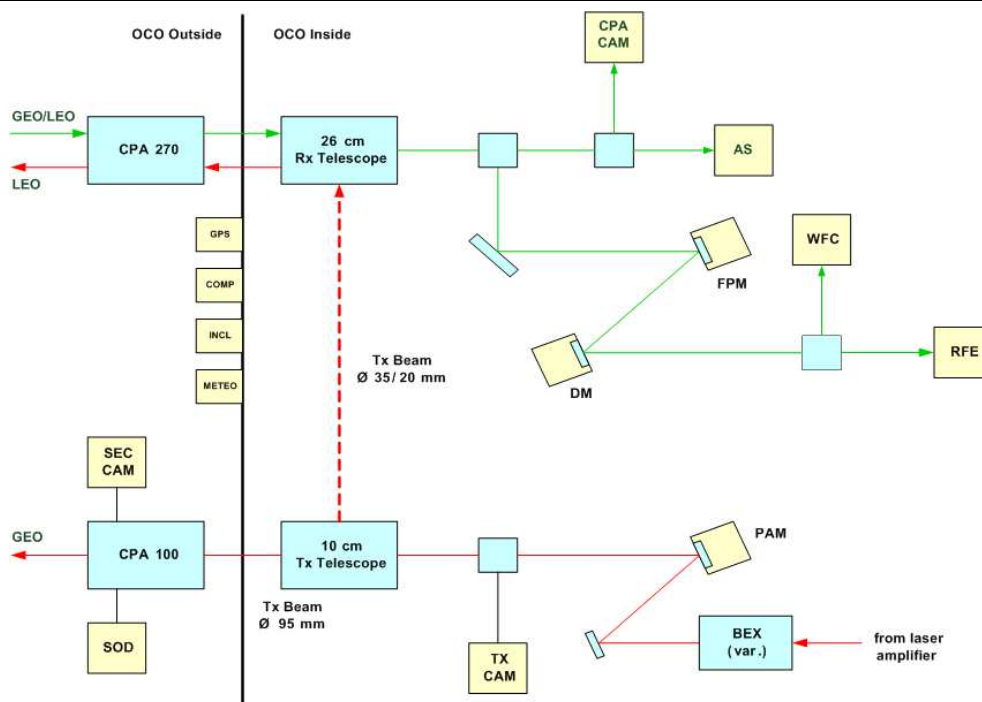 OCO Outside
OCO Inside
CPA
CAM
GEO/LEO
CPA 270
26 cm
Rx Telescope
AS
LEO
GPS
WFC
FPM
COMP
INCL
Tx Beam
Ø 35/20 mm
RFE
METEO
DM
SEC
CAM
PAM
GEO
CPA 100
10 cm
Tx Telescope
Tx Beam
Ø 95 mm
SOD
TX
CAM
BEX
(var.)
from laser
amplifier